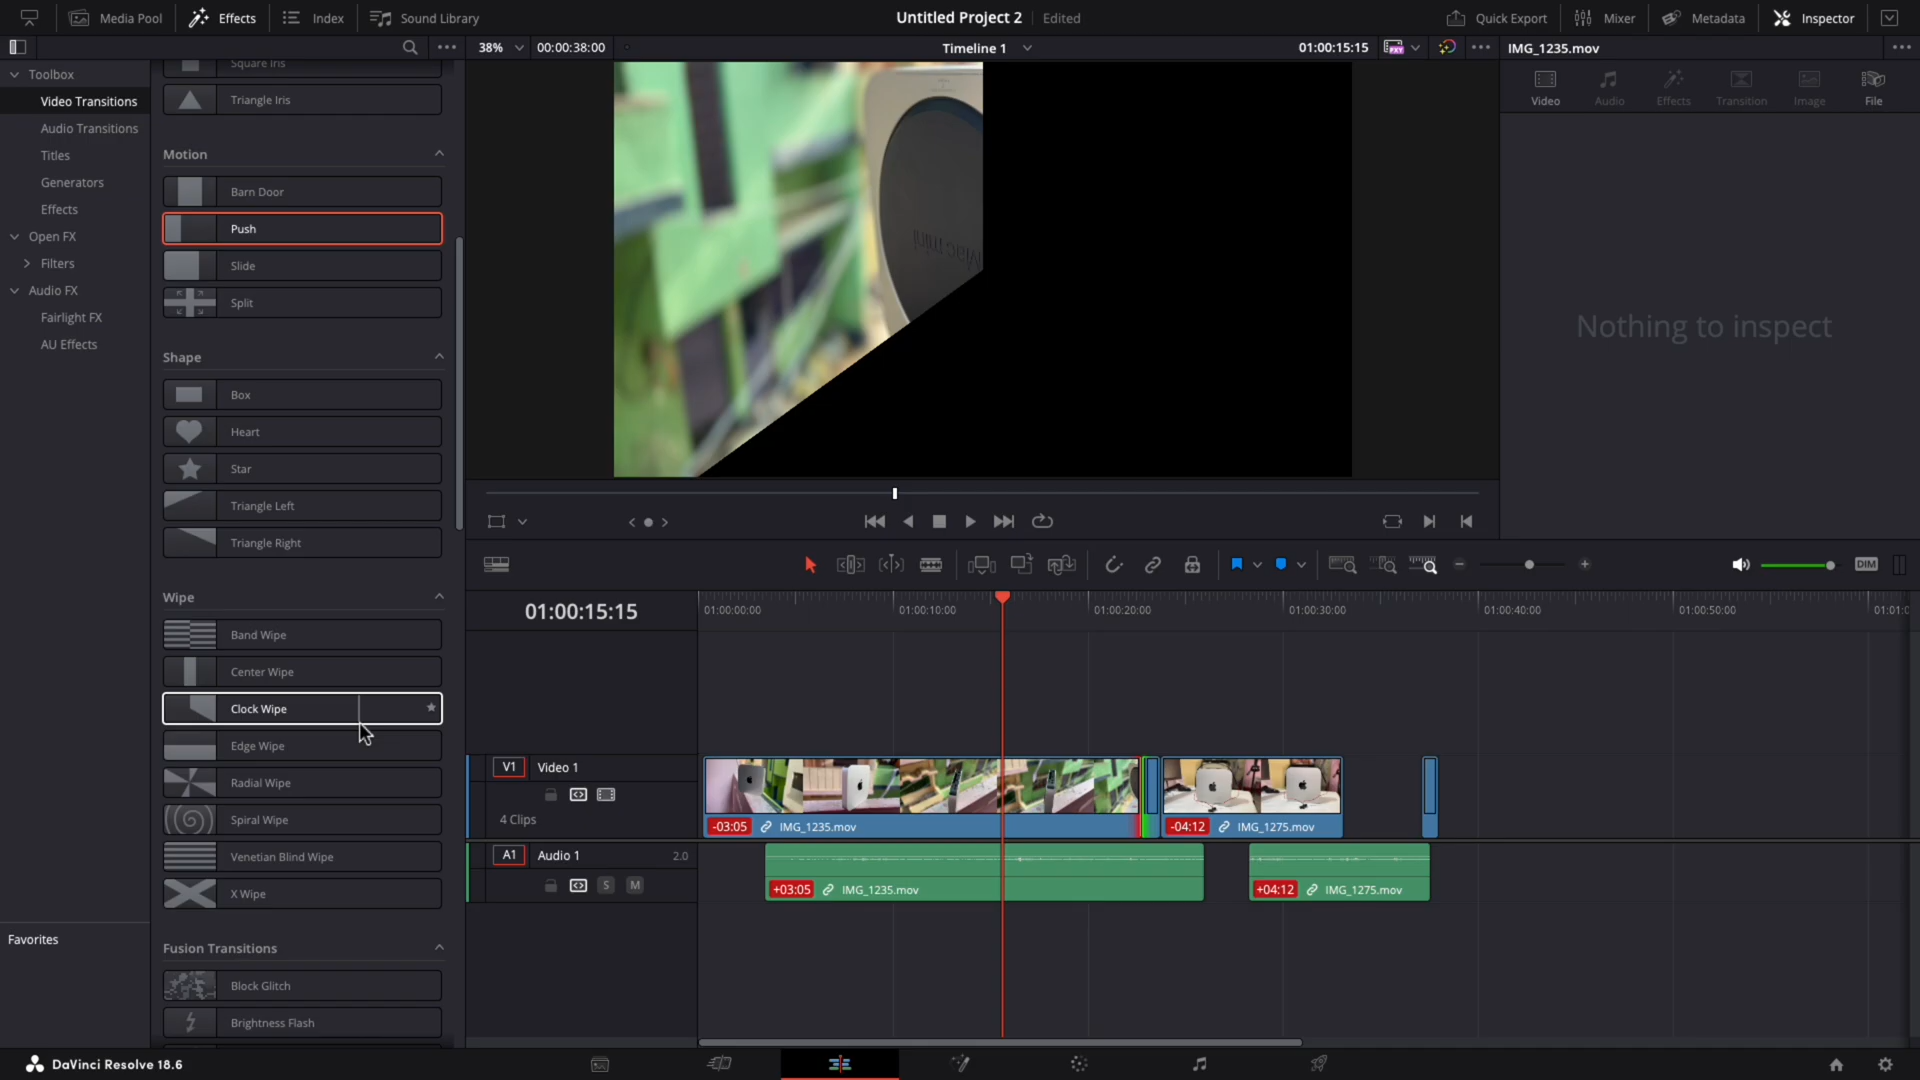 Media Pool
Effects
Index
Sound Library
Untitled Project 2
Edited
Quick Export
Mixer
Metadata
Inspector
38%
00:00:38:00
Timeline 1
01:00:15:15
IMG_1235.mov
Toolbox
Video Transitions
Audio Transitions
Titles
Generators
Effects
Open FX
Filters
Audio FX
Fairlight FX
AU Effects
Favorites
Square Iris
Triangle Iris
Motion
Barn Door
Push
Slide
Split
Shape
Box
Heart
Star
Triangle Left
Triangle Right
Wipe
Band Wipe
Center Wipe
Clock Wipe
Edge Wipe
Radial Wipe
Spiral Wipe
Venetian Blind Wipe
X Wipe
Fusion Transitions
Block Glitch
Brightness Flash
Mac mini
Video
Audio
Effects
Transition
Image
File
Nothing to inspect
DIM
01:00:15:15
01:00:00:00
01:00:10:00
01:00:20:00
01:00:30:00
01:00:40:00
01:00:50:00
01:01:0
V1
Video 1
4 Clips
-03:05
IMG_1235.mov
-04:12
IMG_1275.mov
A1
Audio 1
2.0
S
M
+03:05
IMG_1235.mov
+04:12
IMG_1275.mov
DaVinci Resolve 18.6